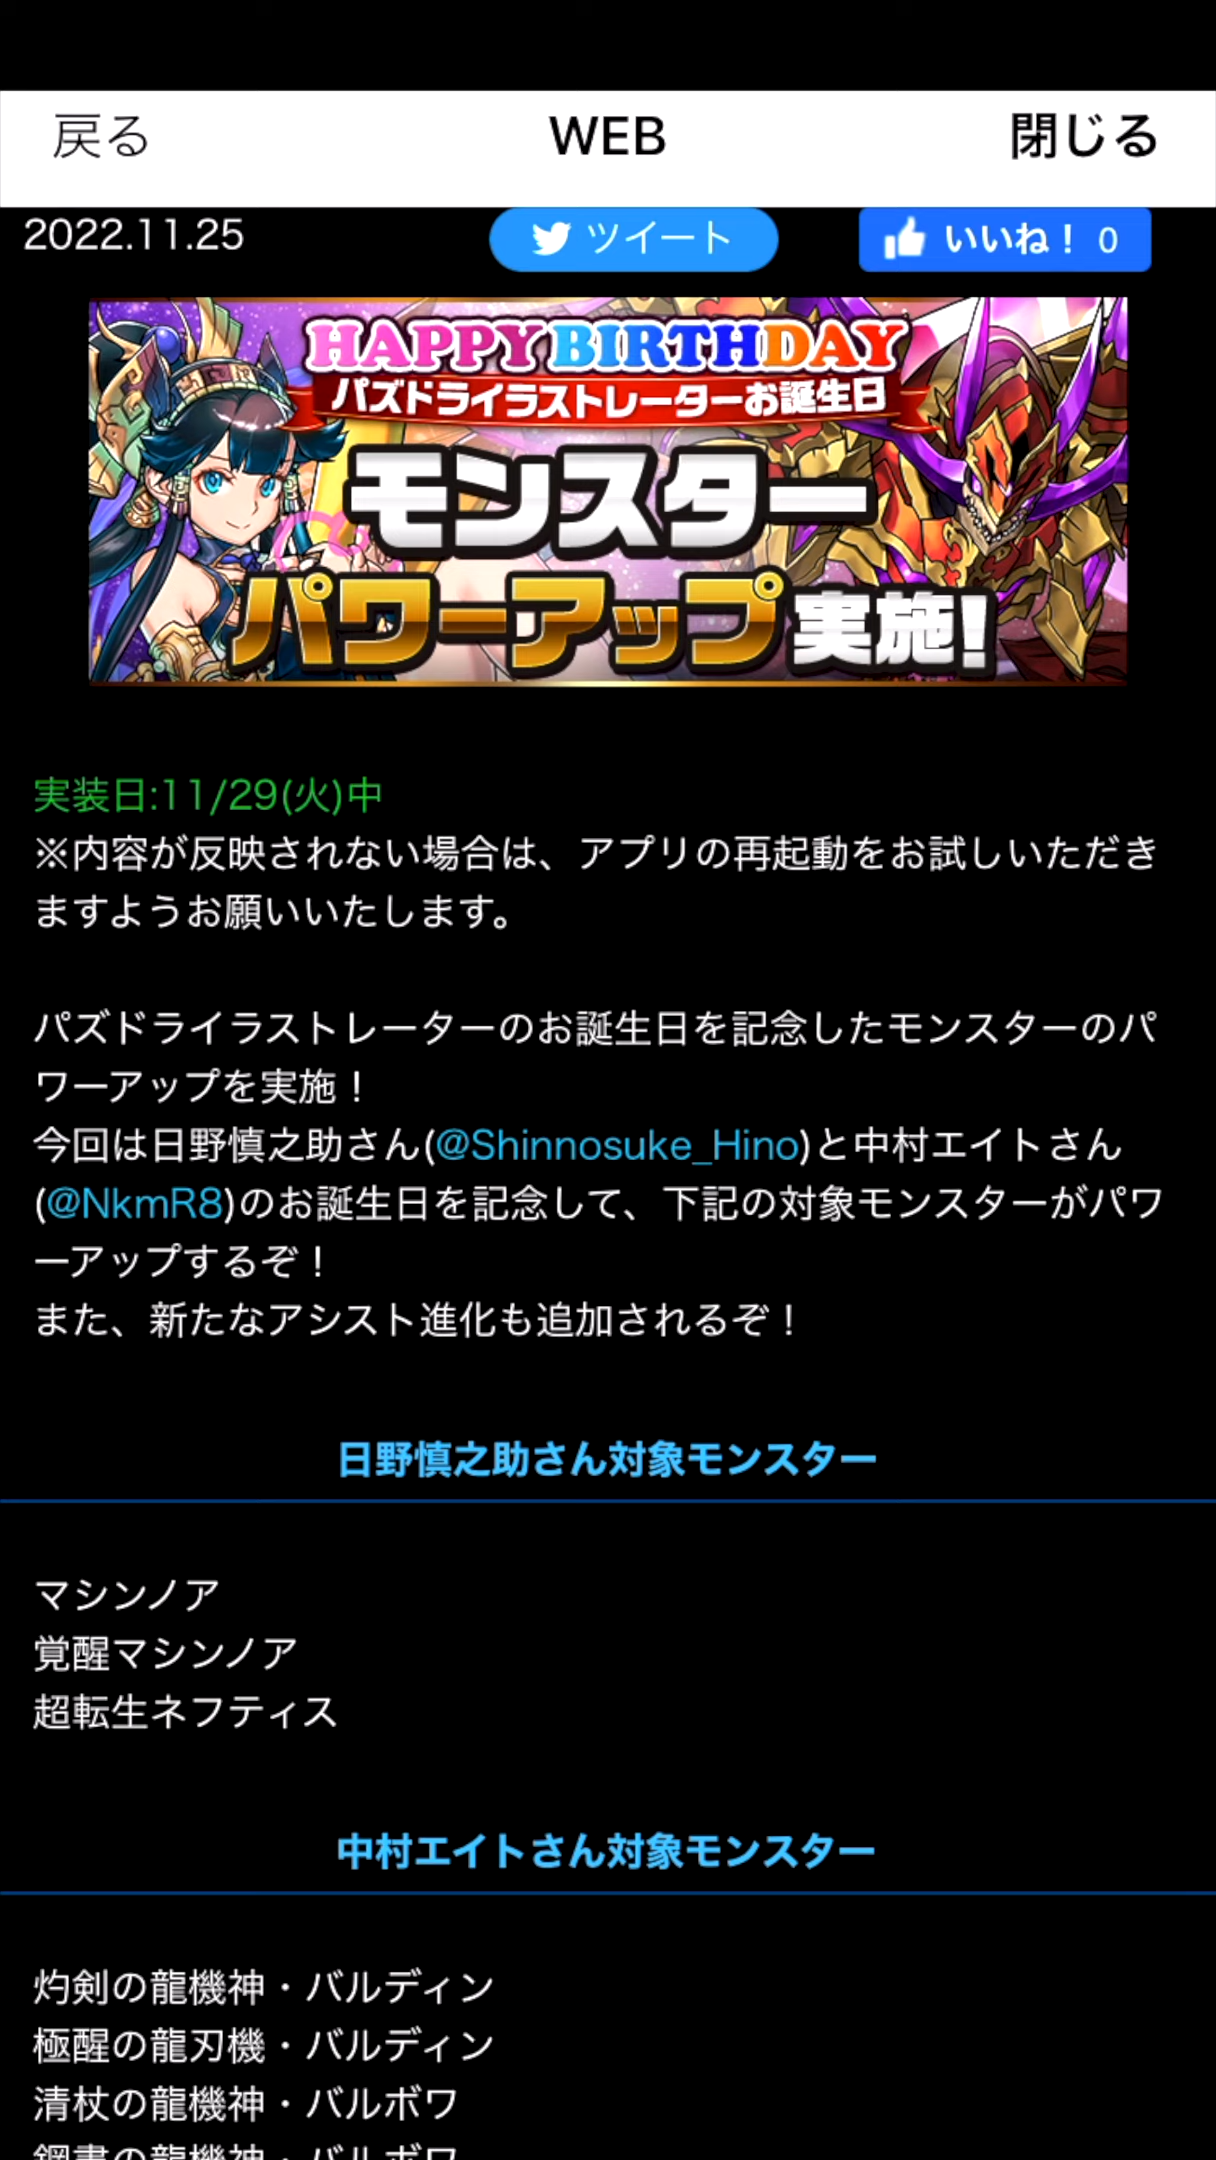 戻る
WEB
閉じる
2022.11.25
ツイート
いいね！ 0
HAPPY BIRTHDAY
パズドライラストレーターお誕生日
モンスター
パワーアップ実施!
実装日:11/29(火)中
※内容が反映されない場合は、アプリの再起動をお試しいただき
ますようお願いいたします。
パズドライラストレーターのお誕生日を記念したモンスターのパ
ワーアップを実施！
今回は日野慎之助さん(@Shinnosuke_Hino)と中村エイトさん
(@NkmR8)のお誕生日を記念して、下記の対象モンスターがパワ
ーアップするぞ！
また、新たなアシスト進化も追加されるぞ！
日野慎之助さん対象モンスター
マシンノア
覚醒マシンノア
超転生ネフティス
中村エイトさん対象モンスター
灼剣の龍機神・バルディン
極醒の龍刃機・バルディン
清杖の龍機神・バルボワ
鋼書の龍機神・バルボワ